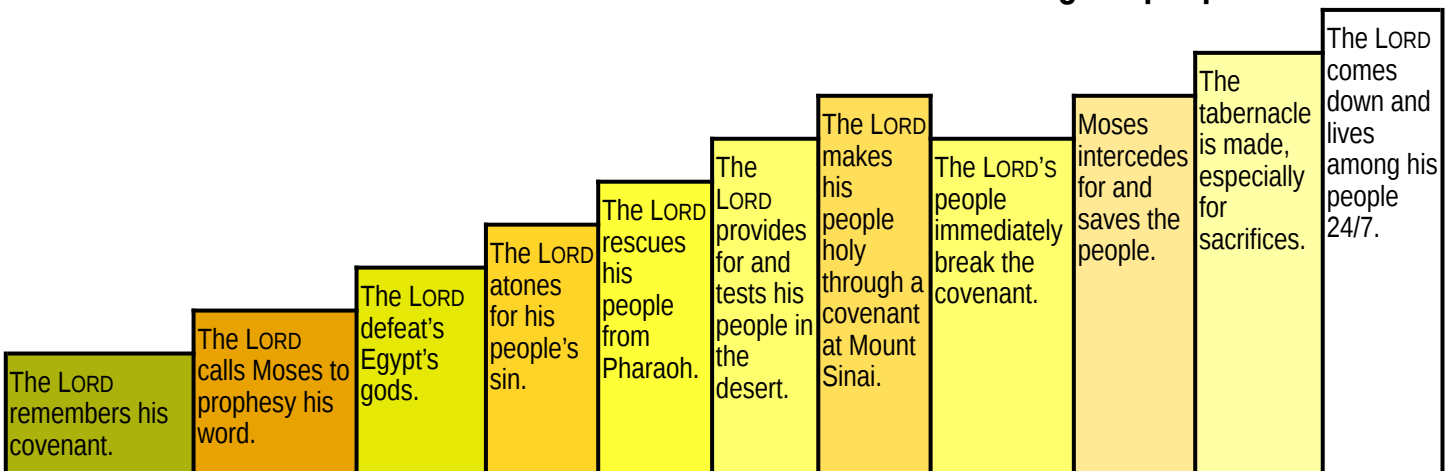 The LORD
remembers his
covenant.
The LORD
calls Moses to
prophesy his
word.
The LORD
defeat's
Egypt's
gods.
The LORD
atones
for his
people's
sin.
The LORD
rescues
his
people
from
Pharaoh.
The
LORD
provides
for and
tests his
people in
the
desert.
The LORD
makes
his
people
holy
through a
covenant
at Mount
Sinai.
The LORD'S
people
immediately
break the
covenant.
Moses
intercedes
for and
saves the
people.
The
tabernacle
is made,
especially
for
sacrifices.
The LORD
comes
down and
lives
among his
people
24/7.